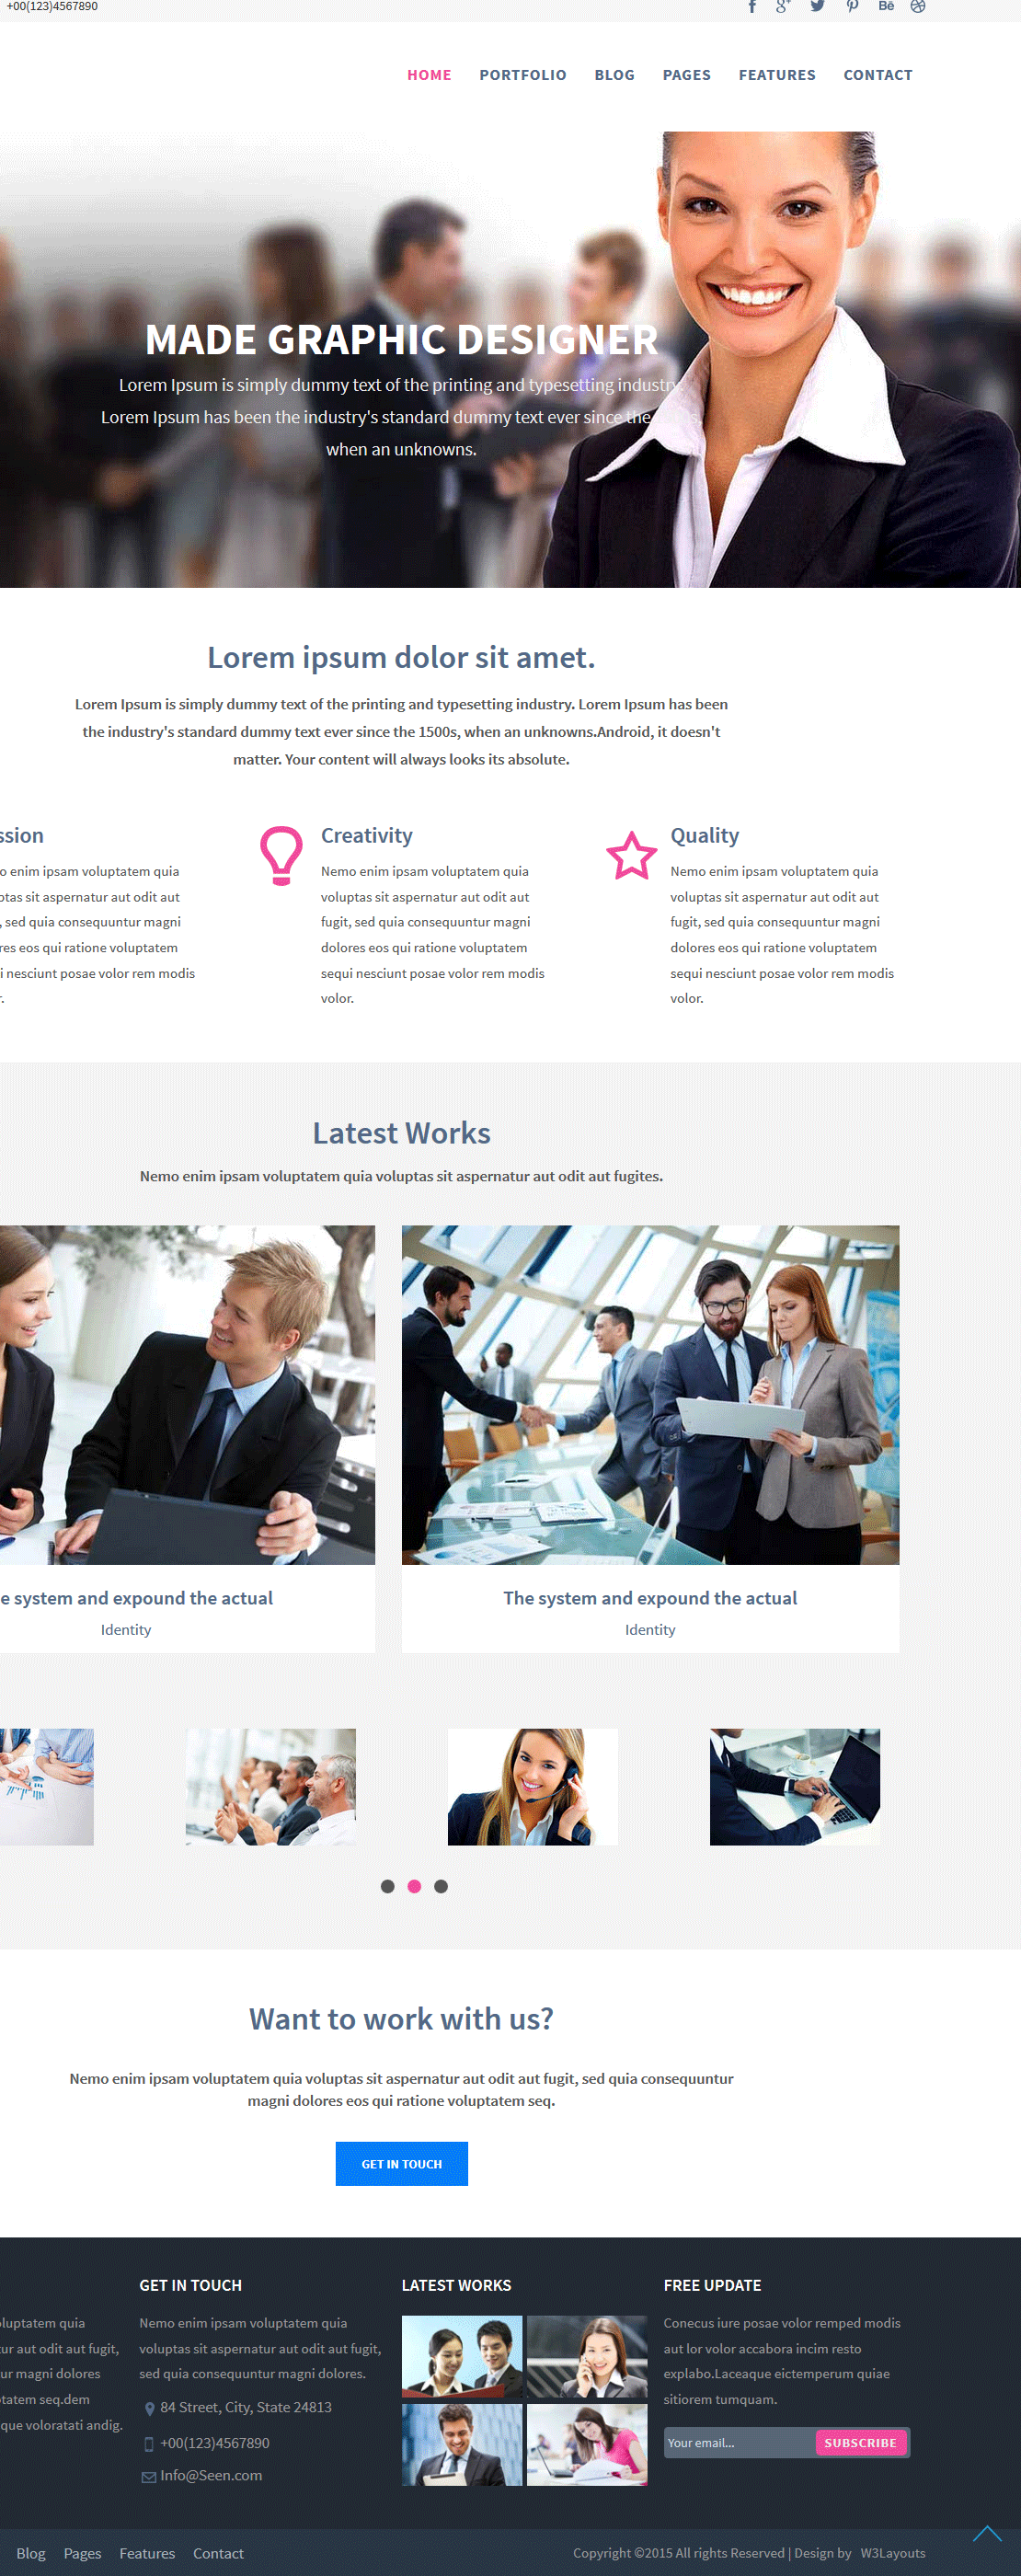 +00(123)4567890
HOME PORTFOLIO BLOG PAGES FEATURES CONTACT
MADE GRAPHIC DESIGNER
Lorem Ipsum is simply dummy text of the printing and typesetting industry.
Lorem Ipsum has been the industry's standard dummy text ever since the
when an unknowns.
Lorem ipsum dolor sit amet.
Lorem Ipsum is simply dummy text of the printing and typesetting industry. Lorem Ipsum has been
the industry's standard dummy text ever since the 1500s, when an unknowns.Android, it doesn't
matter. Your content will always looks its absolute.
ssion
o enim ipsam voluptatem quia
ptas sit aspernatur aut odit aut
, sed quia consequuntur magni
res eos qui ratione voluptatem
i nesciunt posae volor rem modis
r.
Creativity
Nemo enim ipsam voluptatem quia
voluptas sit aspernatur aut odit aut
fugit, sed quia consequuntur magni
dolores eos qui ratione voluptatem
sequi nesciunt posae volor rem modis
volor.
Quality
Nemo enim ipsam voluptatem quia
voluptas sit aspernatur aut odit aut
fugit, sed quia consequuntur magni
dolores eos qui ratione voluptatem
sequi nesciunt posae volor rem modis
volor.
Latest Works
Nemo enim ipsam voluptatem quia voluptas sit aspernatur aut odit aut fugites.
e system and expound the actual
Identity
The system and expound the actual
Identity
Want to work with us?
Nemo enim ipsam voluptatem quia voluptas sit aspernatur aut odit aut fugit, sed quia consequuntur
magni dolores eos qui ratione voluptatem seq.
GET IN TOUCH
oluptatem quia
tur aut odit aut fugit,
ur magni dolores
tatem seq.dem
que voloratati andig.
GET IN TOUCH
Nemo enim ipsam voluptatem quia
voluptas sit aspernatur aut odit aut fugit,
sed quia consequuntur magni dolores.
84 Street, City, State 24813
+00(123)4567890
Info@Seen.com
LATEST WORKS
FREE UPDATE
Conecus iure posae volor remped modis
aut lor volor accabora incim resto
explabo.Laceaque eictemperum quiae
sitiorem tumquam.
Your email... SUBSCRIBE
Blog Pages Features Contact
Copyright ©2015 All rights Reserved | Design by W3Layouts